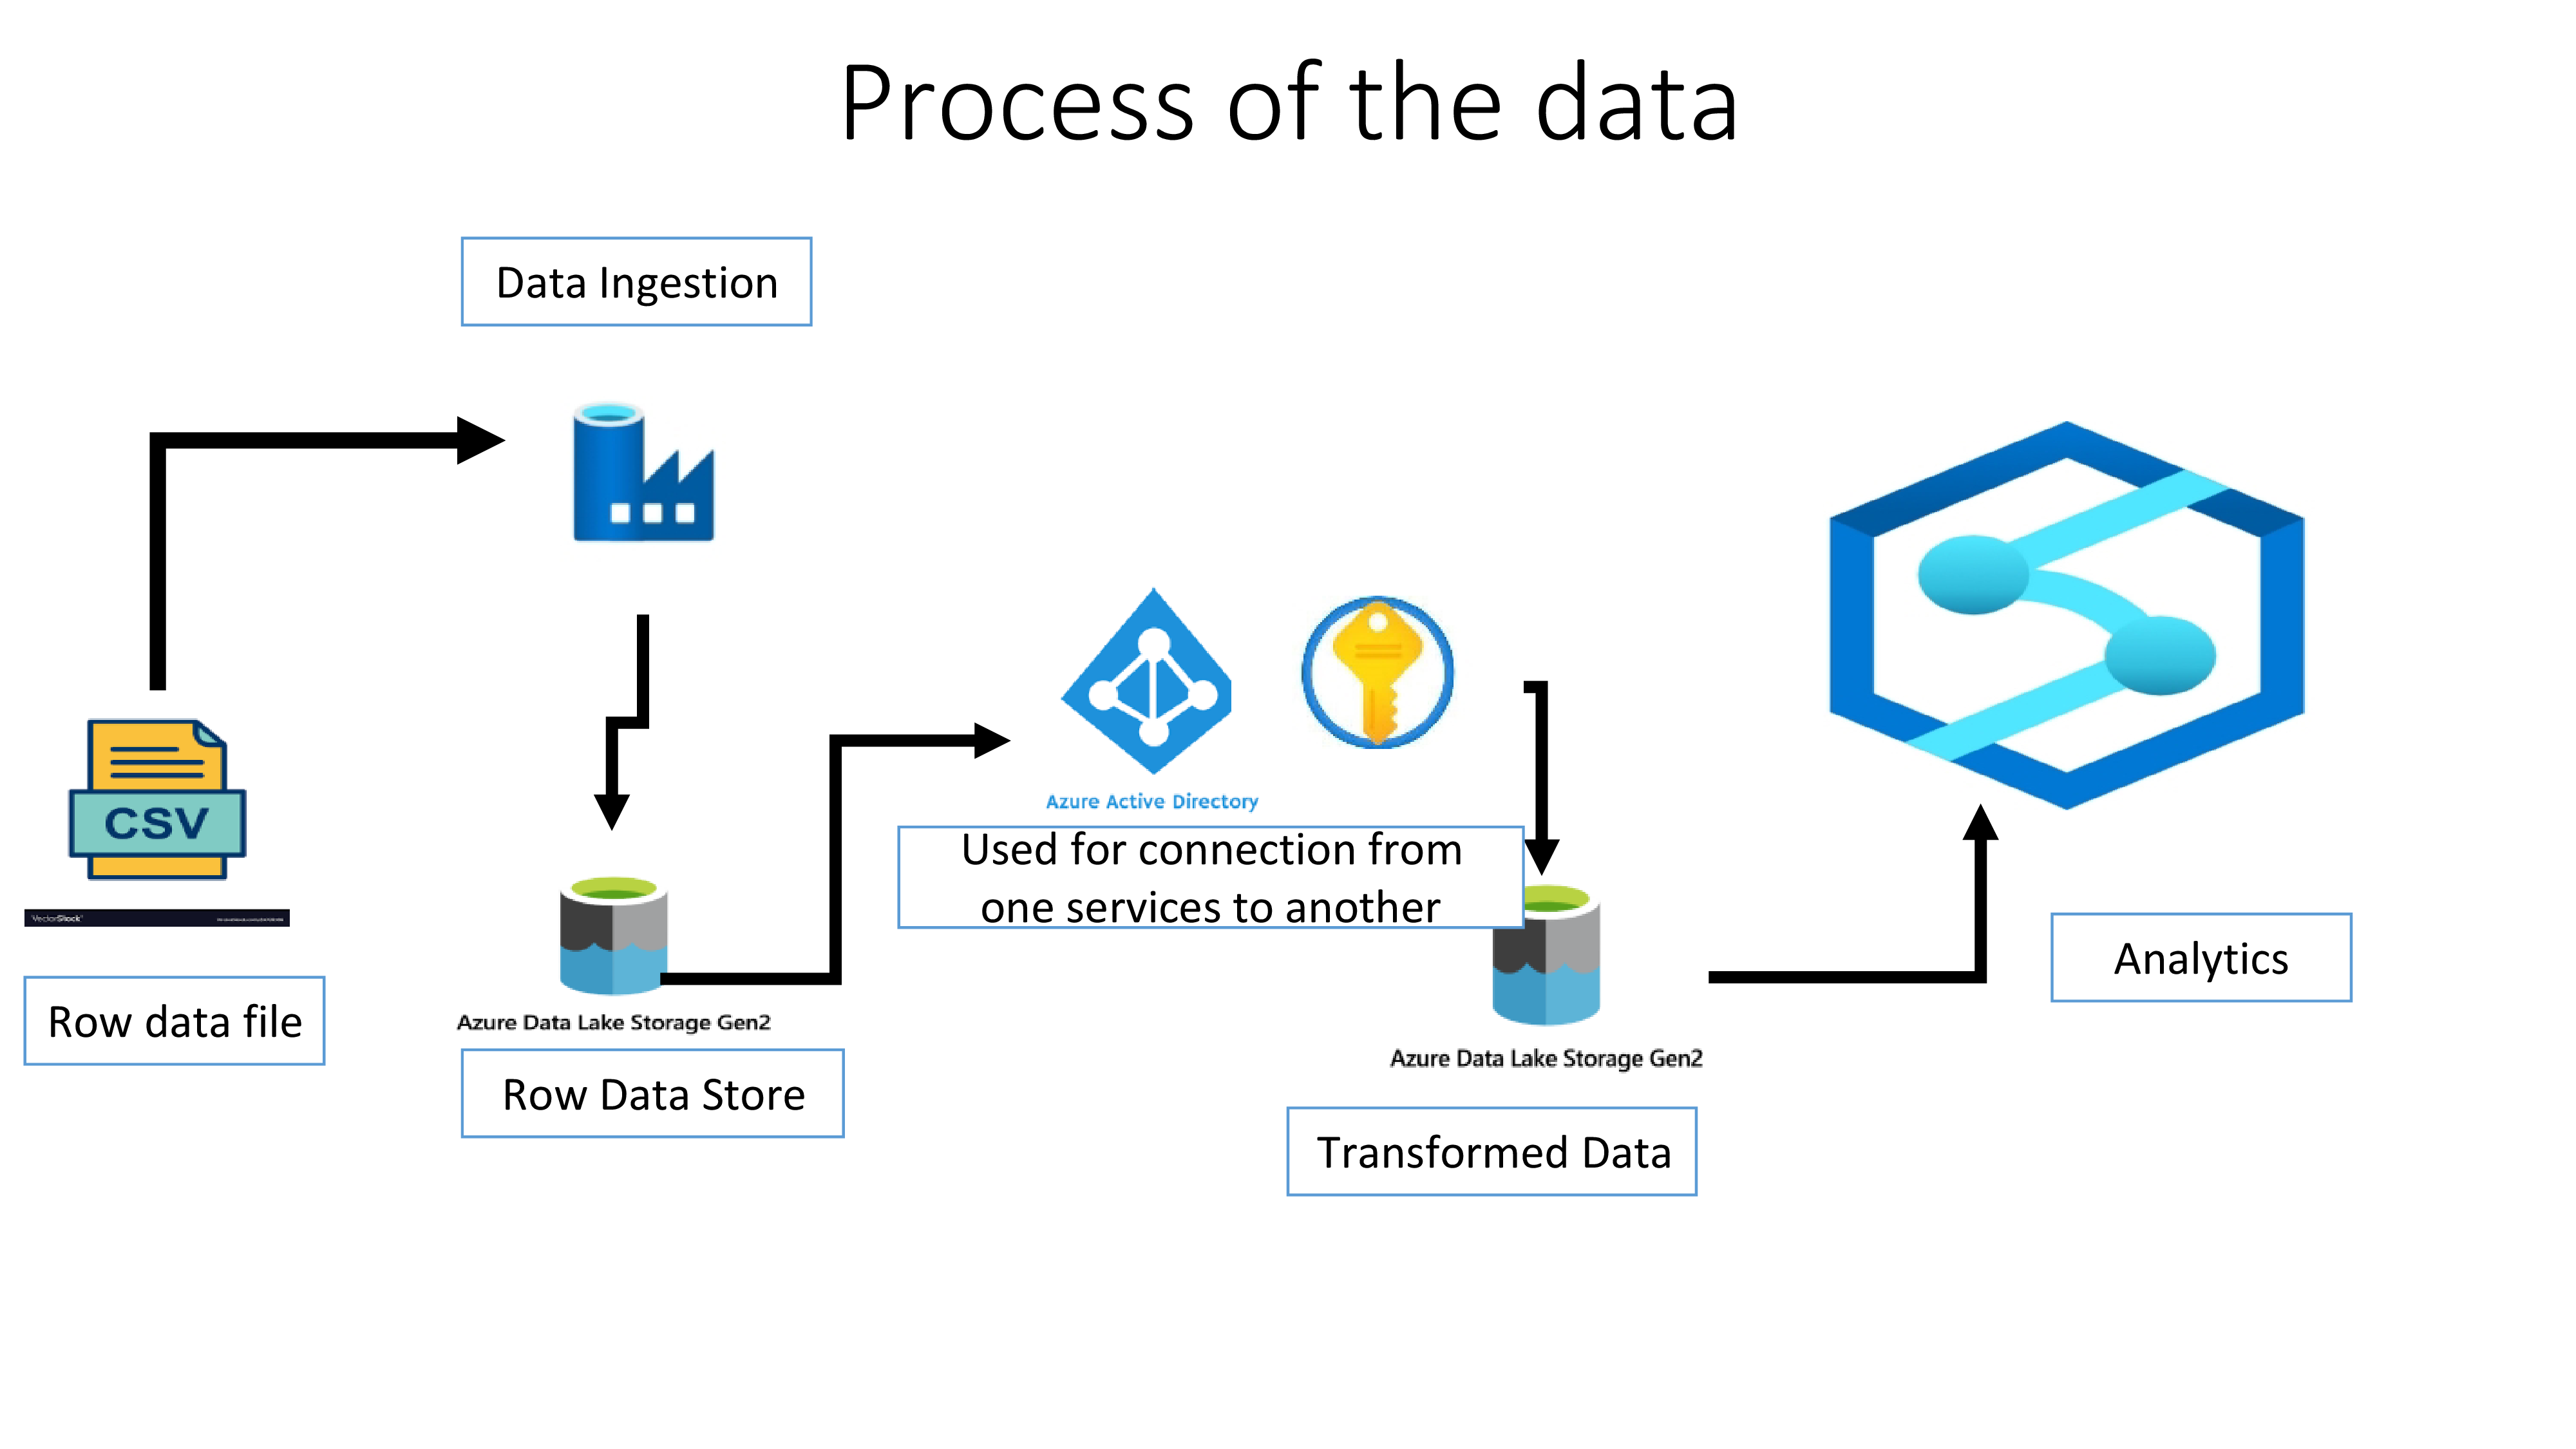 Process of the data
Data Ingestion
Azure Active Directory
CSV
Used for connection from
one services to another
VectorStock
Row data file
Azure Data Lake Storage Gen2
Row Data Store
Analytics
Azure Data Lake Storage Gen2
Transformed Data